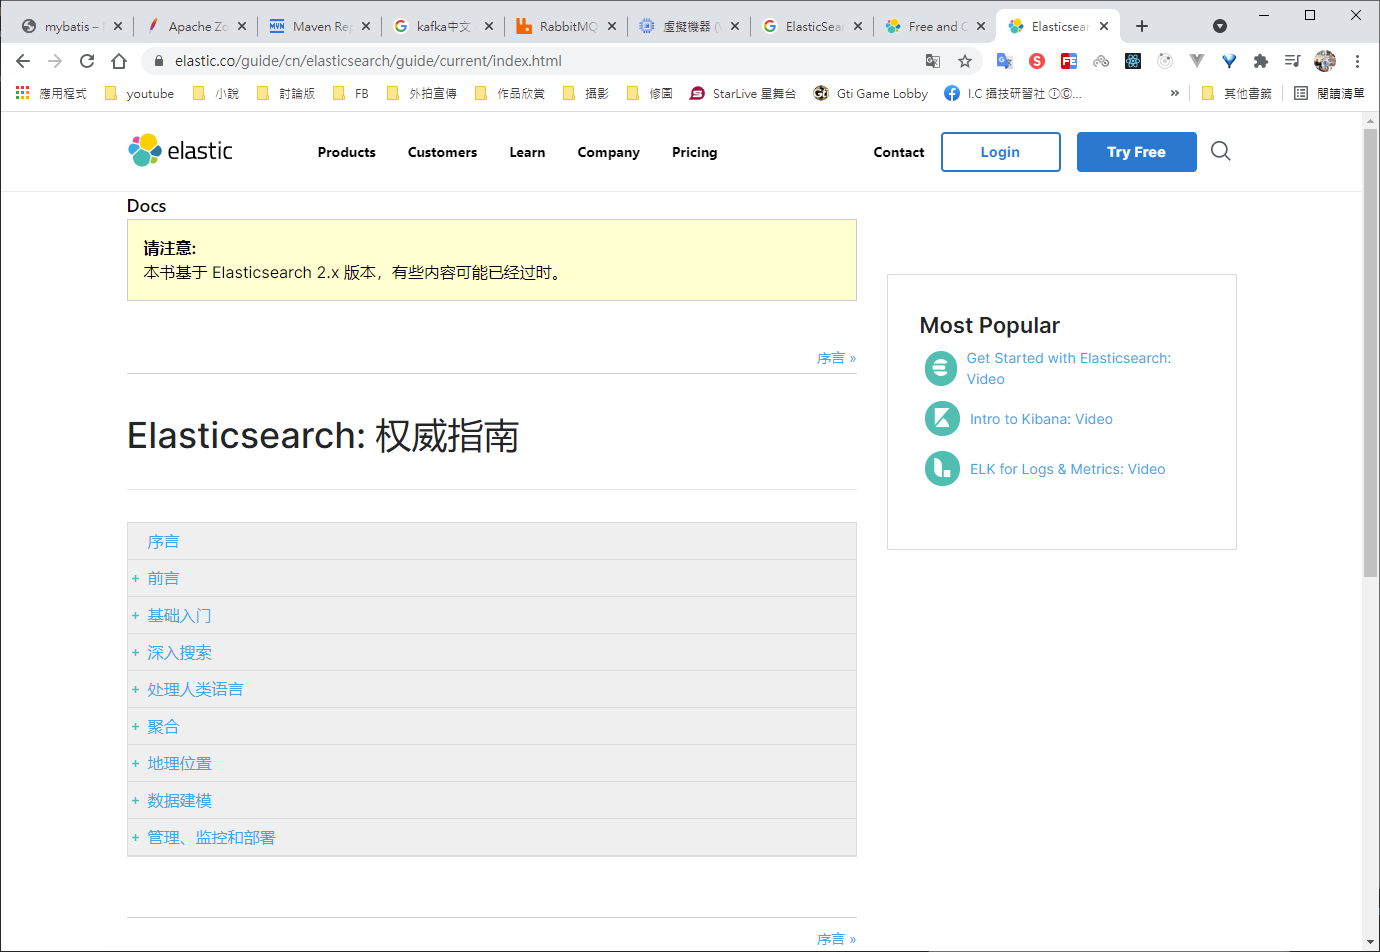 mybatis –
Apache Zo
Maven Rep
kafka中文
RabbitMQ
虛擬機器 (V
ElasticSear
Free and O
Elasticsear
elastic.co/guide/cn/elasticsearch/guide/current/index.html
應用程式
youtube
小說
討論版
FB
外拍宣傳
作品欣賞
攝影
修圖
StarLive 星舞台
Gti Game Lobby
I.C 攝技研習社 ⓘⒸ...
»
其他書籤
閱讀清單
elastic
Products
Customers
Learn
Company
Pricing
Contact
Login
Try Free
Docs
请注意:
本书基于 Elasticsearch 2.x 版本，有些内容可能已经过时。
序言 »
Elasticsearch: 权威指南
序言
+ 前言
+ 基础入门
+ 深入搜索
+ 处理人类语言
+ 聚合
+ 地理位置
+ 数据建模
+ 管理、监控和部署
序言 »
Most Popular
Get Started with Elasticsearch:
Video
Intro to Kibana: Video
ELK for Logs & Metrics: Video